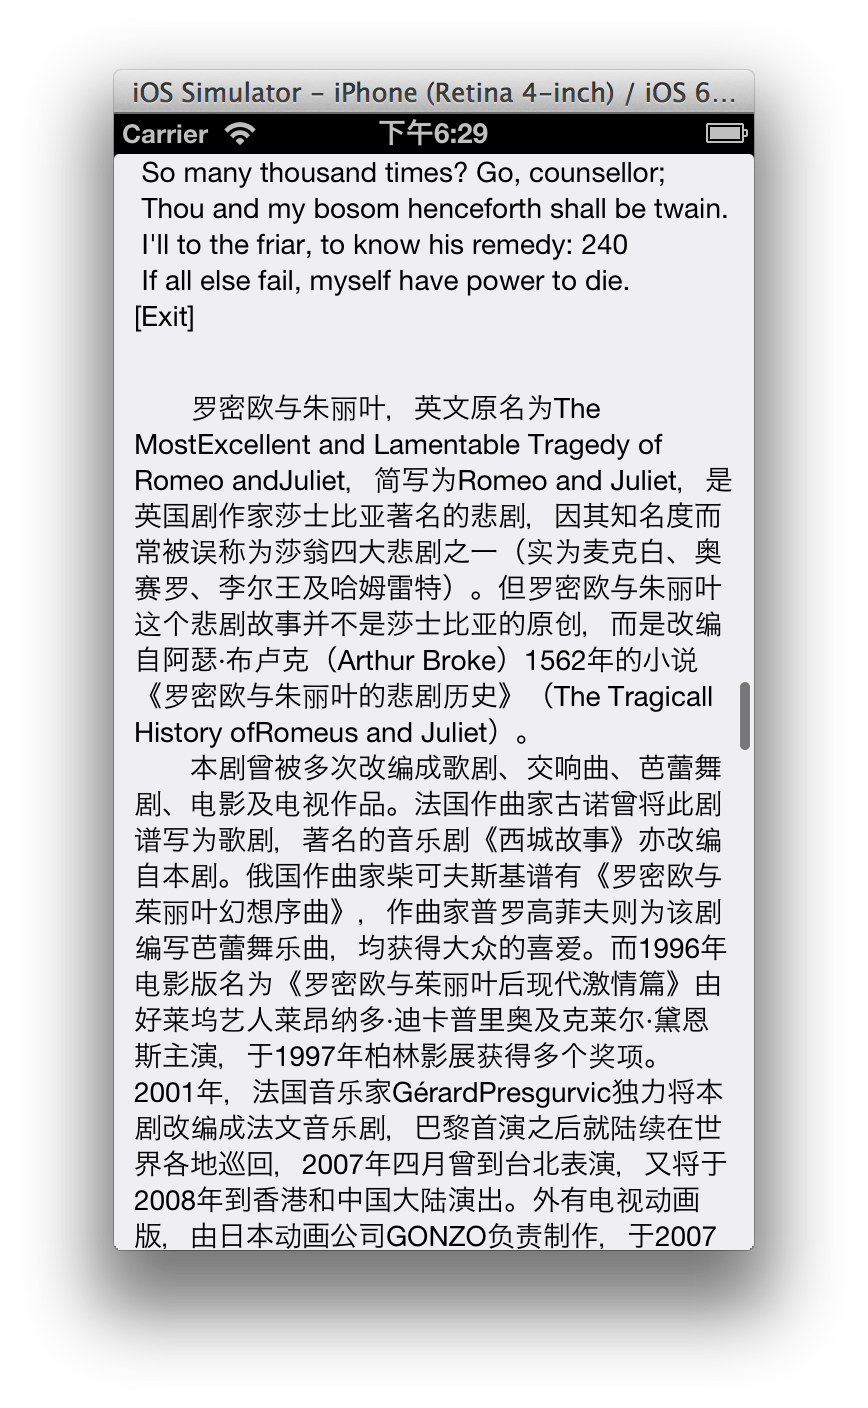 iOS Simulator – iPhone (Retina 4-inch) / iOS 6...
Carrier 下午6:29
So many thousand times? Go, counsellor;
Thou and my bosom henceforth shall be twain.
I'll to the friar, to know his remedy: 240
If all else fail, myself have power to die.
[Exit]
罗密欧与朱丽叶，英文原名为The
MostExcellent and Lamentable Tragedy of
Romeo andJuliet，简写为Romeo and Juliet，是
英国剧作家莎士比亚著名的悲剧，因其知名度而
常被误称为莎翁四大悲剧之一（实为麦克白、奥
赛罗、李尔王及哈姆雷特）。但罗密欧与朱丽叶
这个悲剧故事并不是莎士比亚的原创，而是改编
自阿瑟·布卢克（Arthur Broke）1562年的小说
《罗密欧与朱丽叶的悲剧历史》（The Tragicall
History ofRomeus and Juliet）。
本剧曾被多次改编成歌剧、交响曲、芭蕾舞
剧、电影及电视作品。法国作曲家古诺曾将此剧
谱写为歌剧，著名的音乐剧《西城故事》亦改编
自本剧。俄国作曲家柴可夫斯基谱有《罗密欧与
茱丽叶幻想序曲》，作曲家普罗高菲夫则为该剧
编写芭蕾舞乐曲，均获得大众的喜爱。而1996年
电影版名为《罗密欧与茱丽叶后现代激情篇》由
好莱坞艺人莱昂纳多·迪卡普里奥及克莱尔·黛恩
斯主演，于1997年柏林影展获得多个奖项。
2001年，法国音乐家GérardPresgurvic独力将本
剧改编成法文音乐剧，巴黎首演之后就陆续在世
界各地巡回，2007年四月曾到台北表演，又将于
2008年到香港和中国大陆演出。外有电视动画
版，由日本动画公司GONZO负责制作，于2007